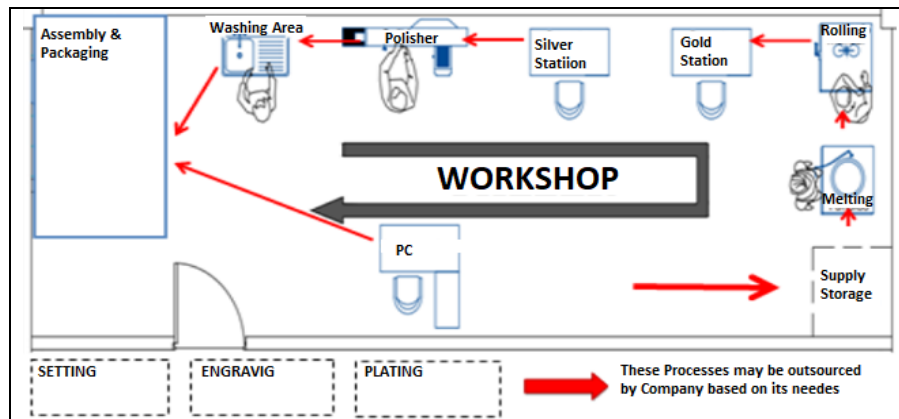 Assembly &
Packaging
Washing Area
Polisher
Silver
Statiion
Gold
Station
Rolling
WORKSHOP
Melting
PC
Supply
Storage
SETTING
ENGRAVIG
PLATING
These Processes may be outsourced
by Company based on its needes